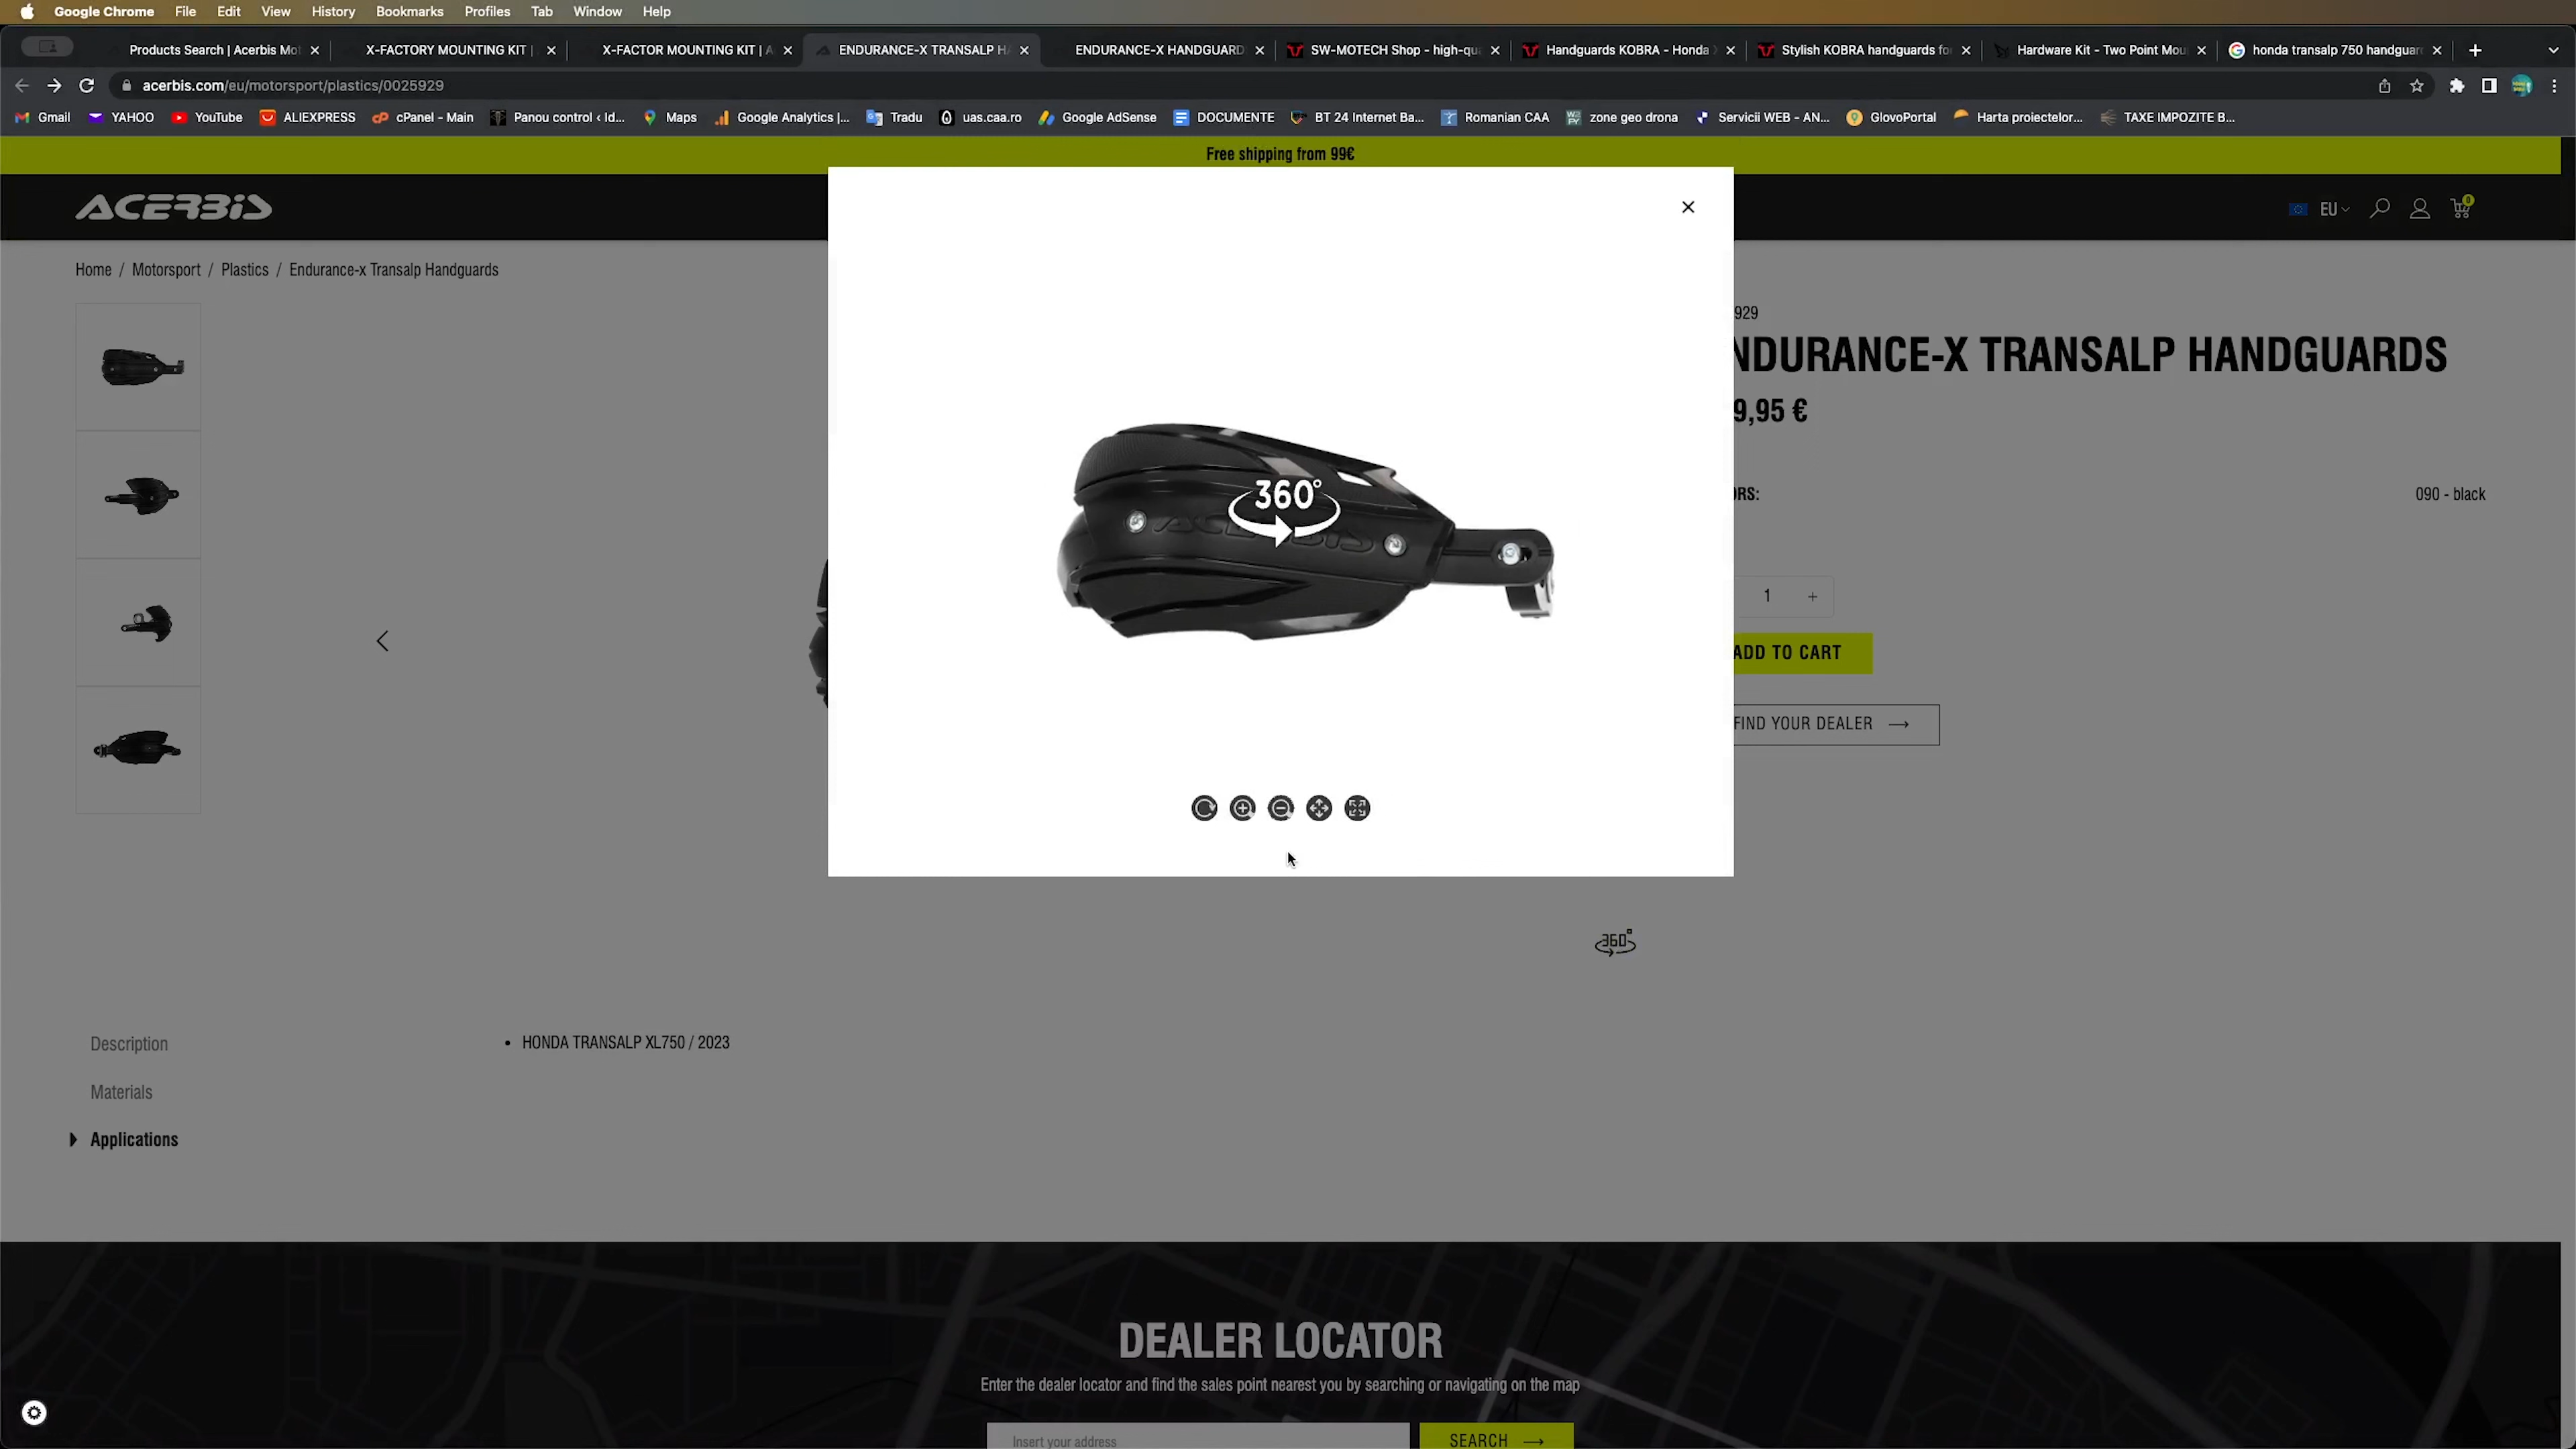 Google Chrome File Edit View History Bookmarks Profiles Tab Window Help
Products Search | Acerbis Mot X-FACTORY MOUNTING KIT | X-FACTOR MOUNTING KIT | A ENDURANCE-X TRANSALP HA ENDURANCE-X HANDGUARD SW-MOTECH Shop - high-qu Handguards KOBRA - Honda X Stylish KOBRA handguards fo Hardware Kit - Two Point Mou honda transalp 750 handguar
acerbis.com/eu/motorsport/plastics/0025929
Gmail YAHOO YouTube ALIEXPRESS cPanel - Main Panou control ‹ Id... Maps Google Analytics |... Tradu uas.caa.ro Google AdSense DOCUMENTE BT 24 Internet Ba... Romanian CAA zone geo drona Servicii WEB - AN... GlovoPortal Harta proiectelor... TAXE IMPOZITE B...
Free shipping from 99€
ACERBIS
EU
0
Home / Motorsport / Plastics / Endurance-x Transalp Handguards
929
NDURANCE-X TRANSALP HANDGUARDS
9,95 €
ORS:
090 - black
360°
ACERBIS
1 +
ADD TO CART
FIND YOUR DEALER
360°
Description
Materials
Applications
• HONDA TRANSALP XL750 / 2023
DEALER LOCATOR
Enter the dealer locator and find the sales point nearest you by searching or navigating on the map
Insert your address
SEARCH